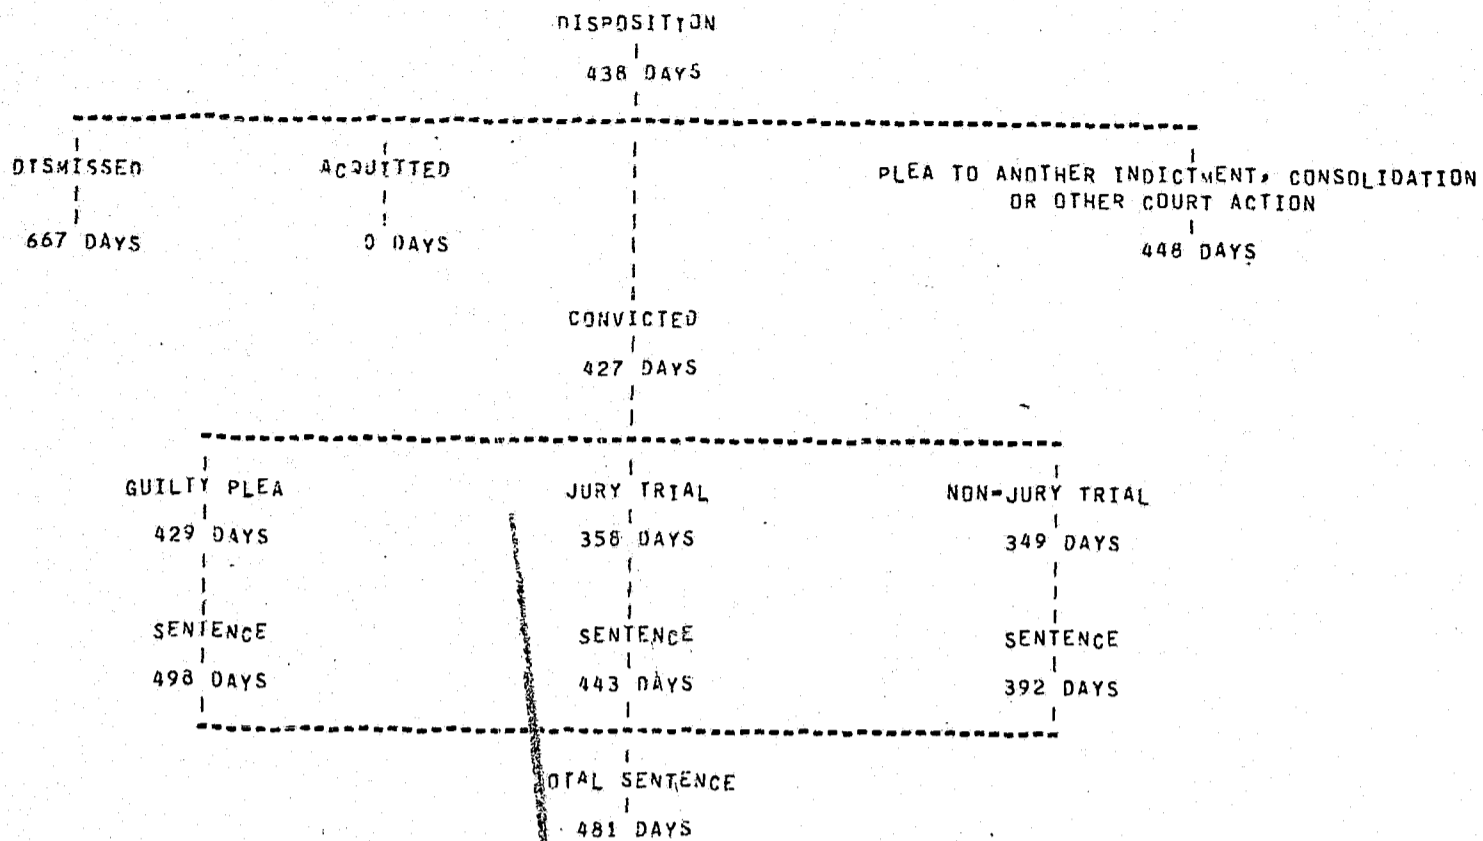 DISPOSITION
438 DAYS
DISMISSED ACQUITTED PLEA TO ANOTHER INDICTMENT, CONSOLIDATION
OR OTHER COURT ACTION
667 DAYS 0 DAYS 448 DAYS
CONVICTED
427 DAYS
GUILTY PLEA JURY TRIAL NON-JURY TRIAL
429 DAYS 358 DAYS 349 DAYS
SENTENCE SENTENCE SENTENCE
498 DAYS 443 DAYS 392 DAYS
OTAL SENTENCE
481 DAYS